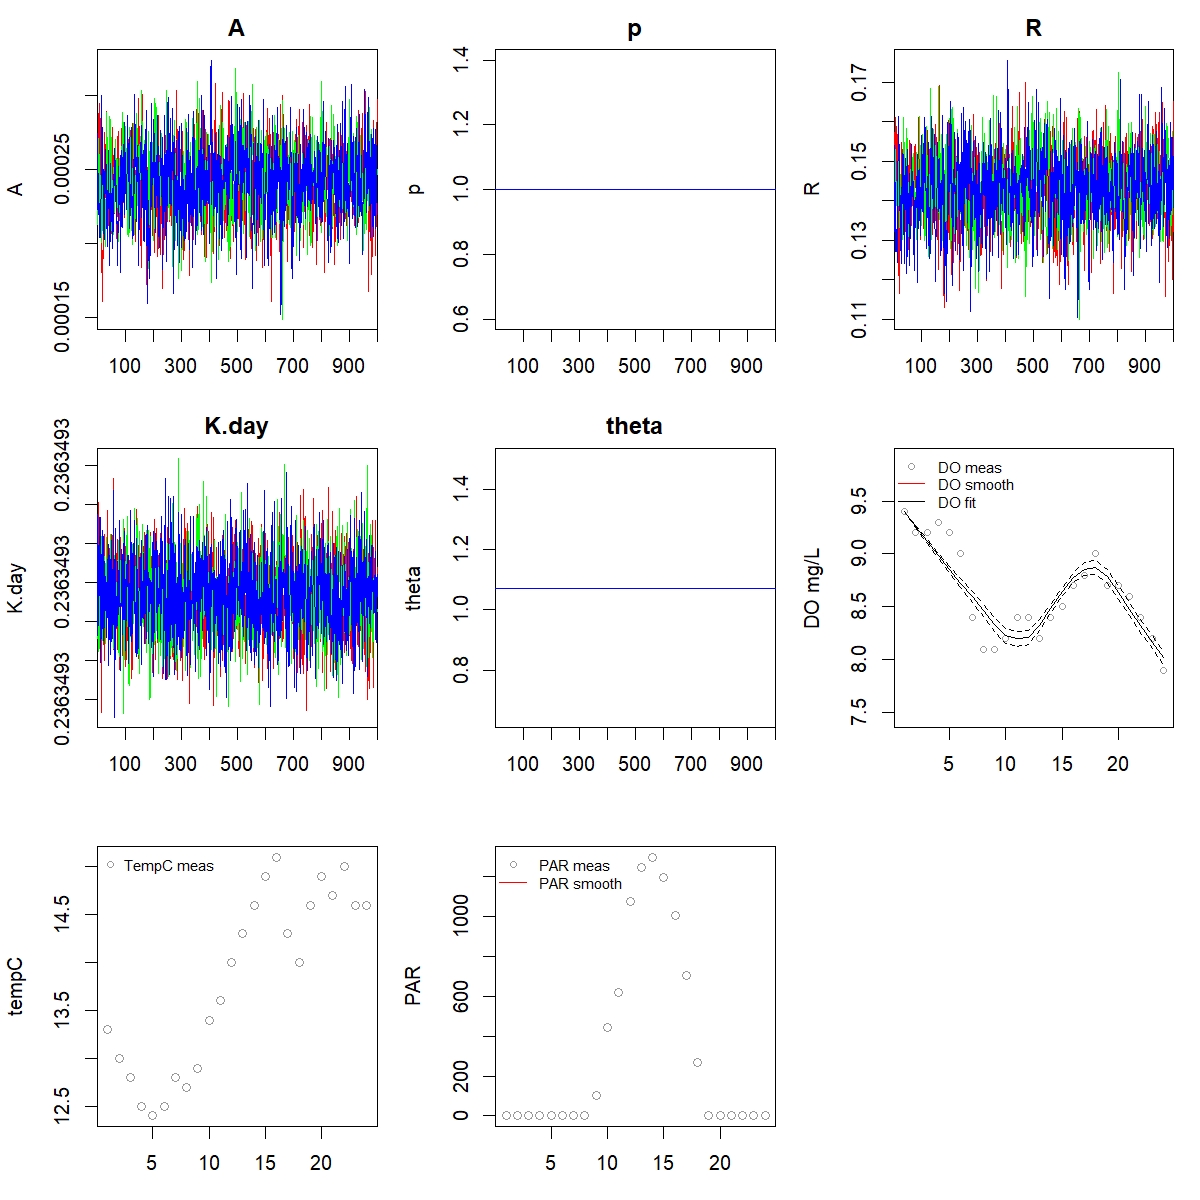 A
A
0.00025
0.00015
100 300 500 700 900
p
p
1.4
1.2
1.0
0.8
0.6
100 300 500 700 900
R
R
0.17
0.15
0.13
0.11
100 300 500 700 900
K.day
K.day
0.2363493
0.2363493
0.2363493
0.2363493
100 300 500 700 900
theta
theta
1.4
1.2
1.0
0.8
100 300 500 700 900
DO meas
DO smooth
DO fit
DO mg/L
9.5
9.0
8.5
8.0
7.5
5 10 15 20
TempC meas
tempC
14.5
13.5
12.5
5 10 15 20
PAR meas
PAR smooth
PAR
1000
600
200
0
5 10 15 20